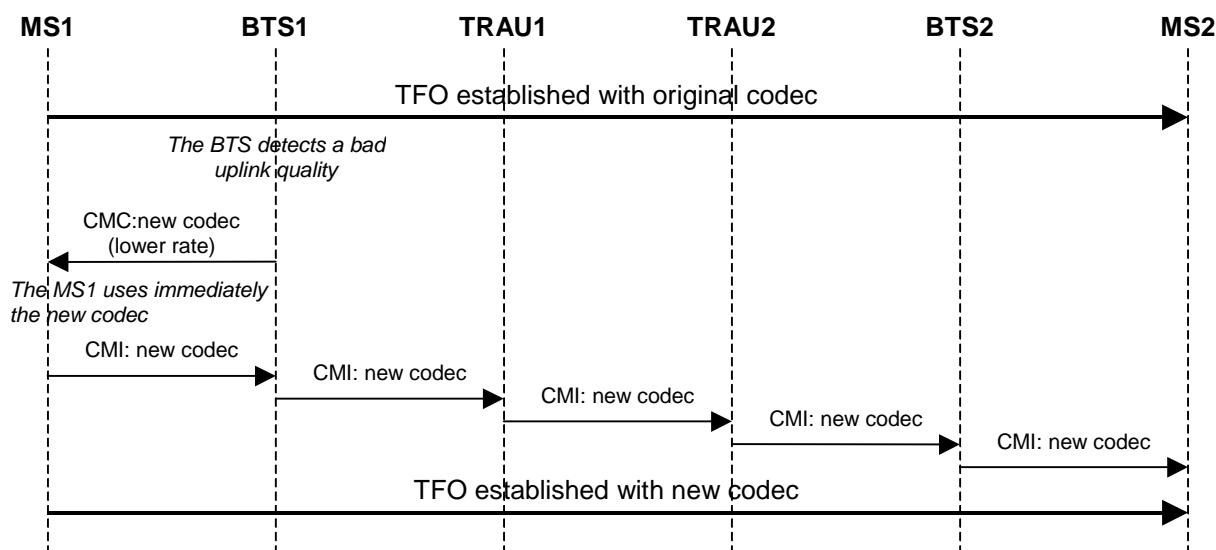 MS1 BTS1 TRAU1 TRAU2 BTS2 MS2
TFO established with original codec
The BTS detects a bad
uplink quality
CMC:new codec
(lower rate)
The MS1 uses immediately
the new codec
CMI: new codec
CMI: new codec
CMI: new codec
CMI: new codec
CMI: new codec
TFO established with new codec